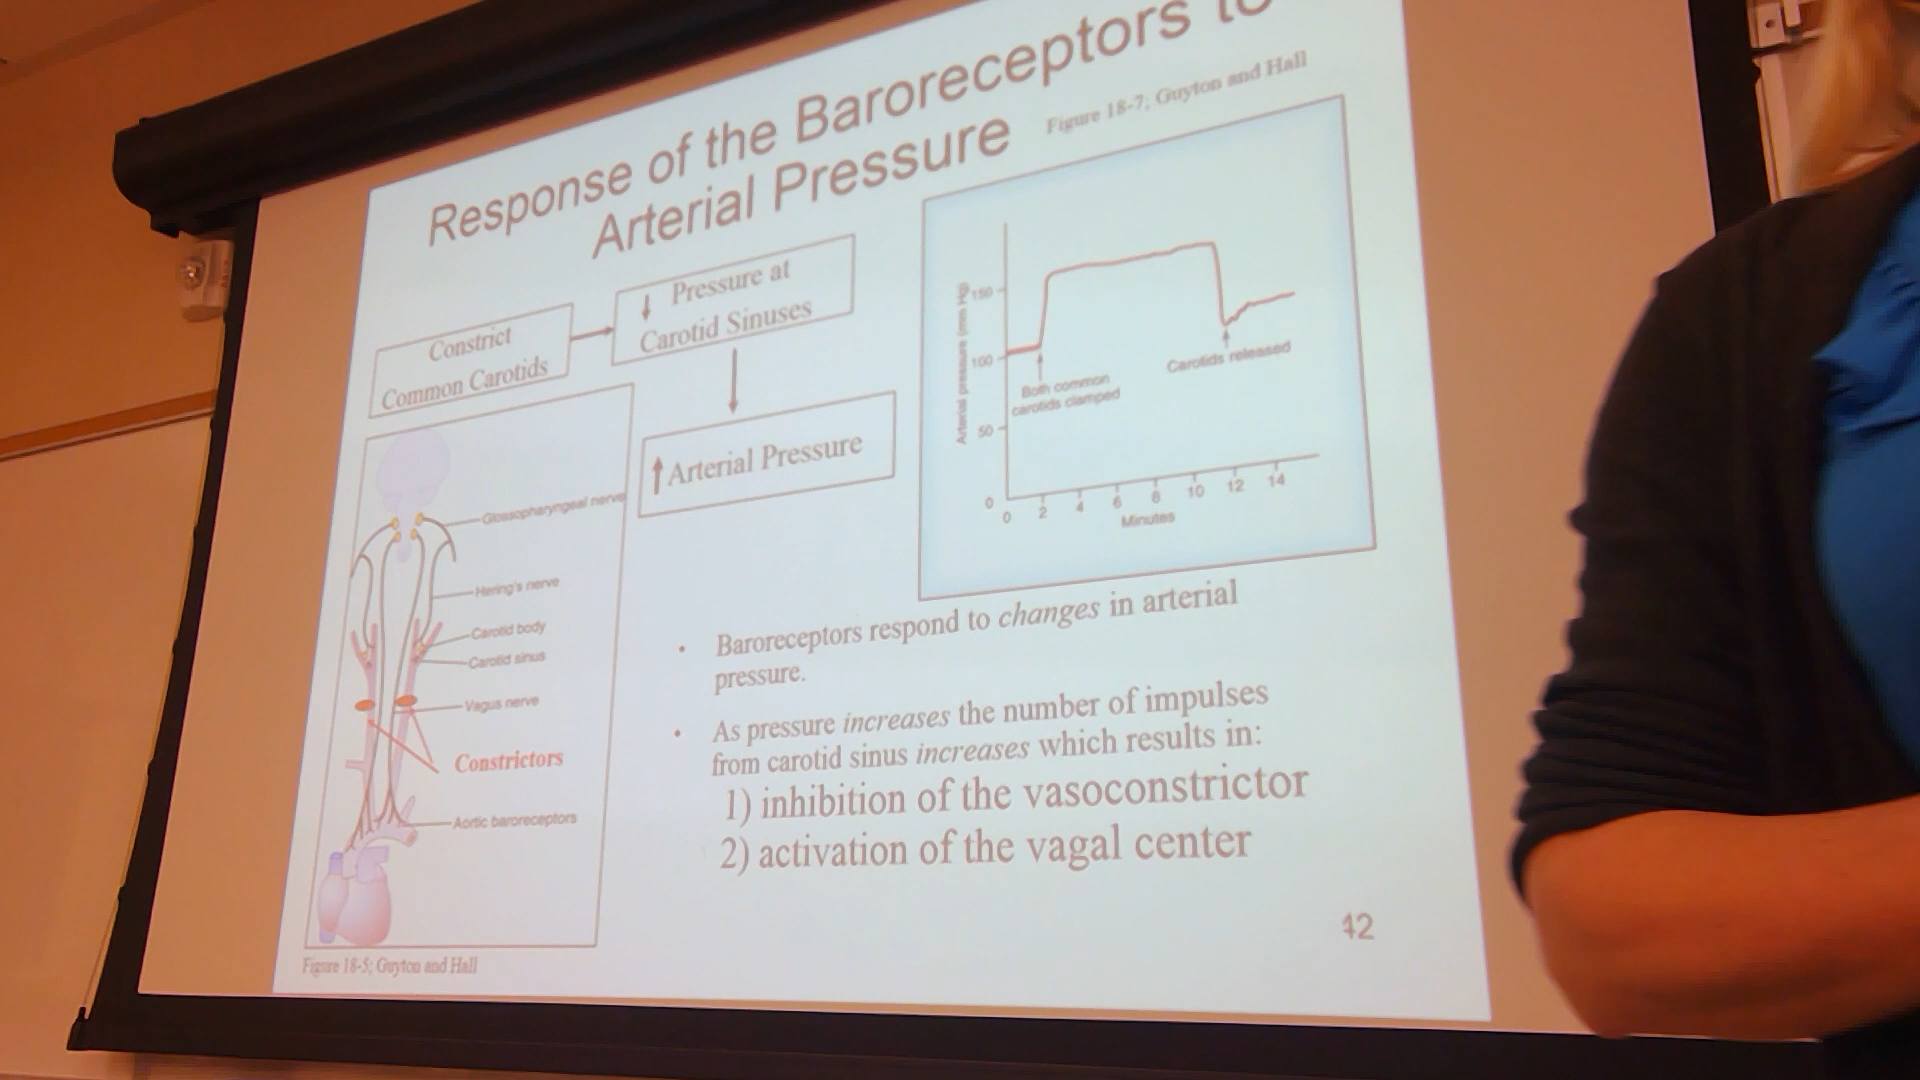 Response of the Baroreceptors to
Arterial Pressure
Figure 18-7; Guyton and Hall
Constrict
Common Carotids
↓ Pressure at
Carotid Sinuses
↑ Arterial Pressure
Arterial pressure (mm Hg)
150
100
50
0
Both common
carotids clamped
Carotids released
0 2 4 6 8 10 12 14
Minutes
Glossopharyngeal nerve
Hering's nerve
Carotid body
Carotid sinus
Vagus nerve
Constrictors
Aortic baroreceptors
Figure 18-5; Guyton and Hall
• Baroreceptors respond to changes in arterial
pressure.
• As pressure increases the number of impulses
from carotid sinus increases which results in:
1) inhibition of the vasoconstrictor
2) activation of the vagal center